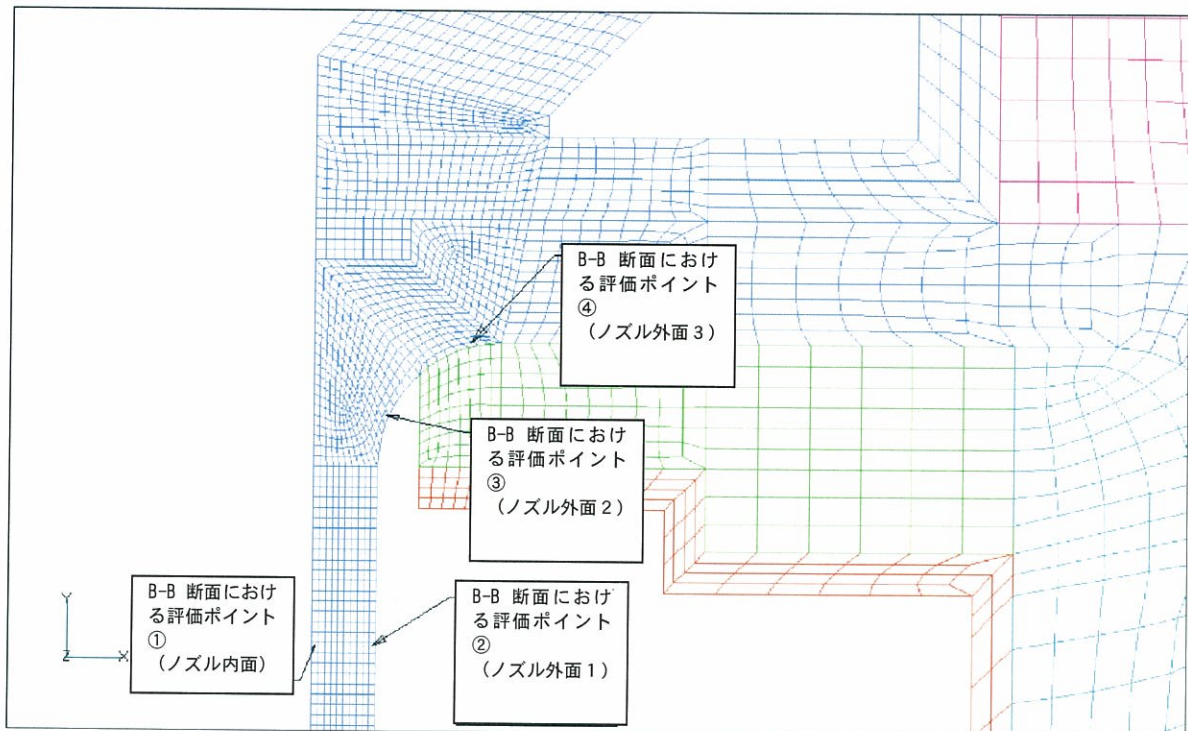 B-B 断面におけ
る評価ポイント
④
（ノズル外面３）
B-B 断面におけ
る評価ポイント
③
（ノズル外面２）
B-B 断面におけ
る評価ポイント
①
（ノズル内面）
B-B 断面におけ
る評価ポイント
②
（ノズル外面１）
Y
Z
X